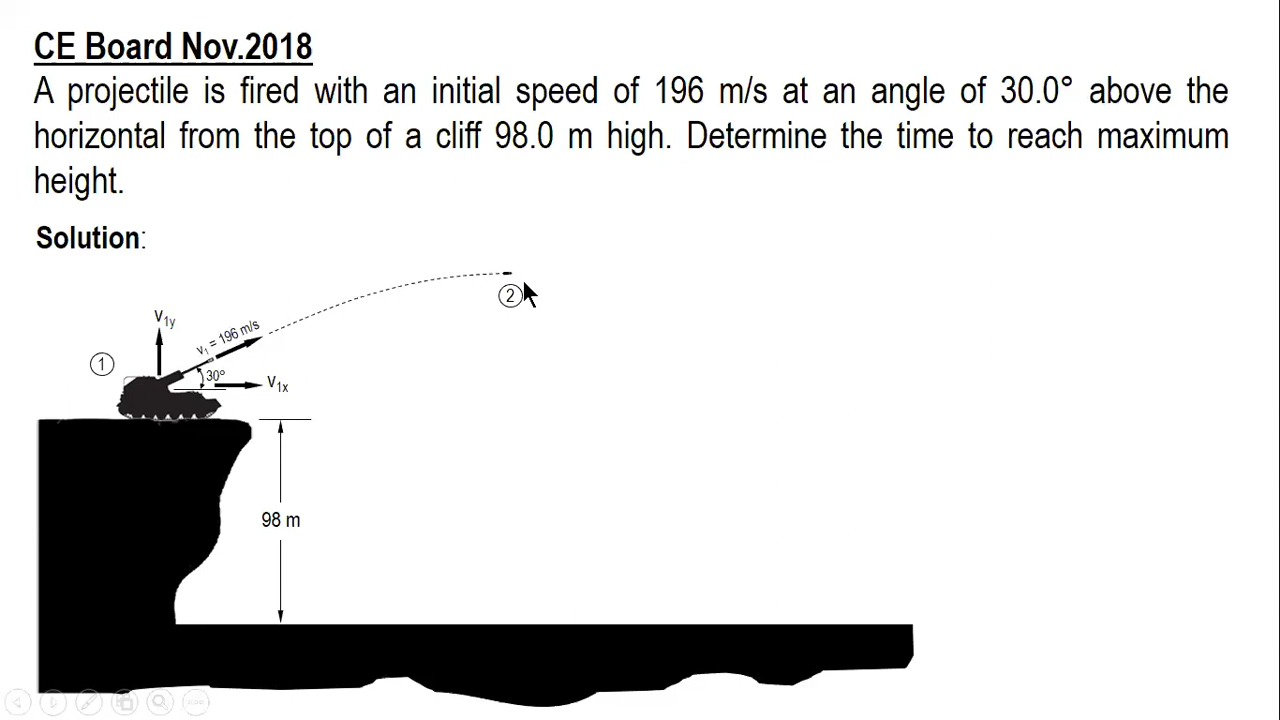 CE Board Nov.2018
A projectile is fired with an initial speed of 196 m/s at an angle of 30.0° above the
horizontal from the top of a cliff 98.0 m high. Determine the time to reach maximum
height.
Solution:
②
v1y
v1 = 196 m/s
①
30°
v1x
98 m